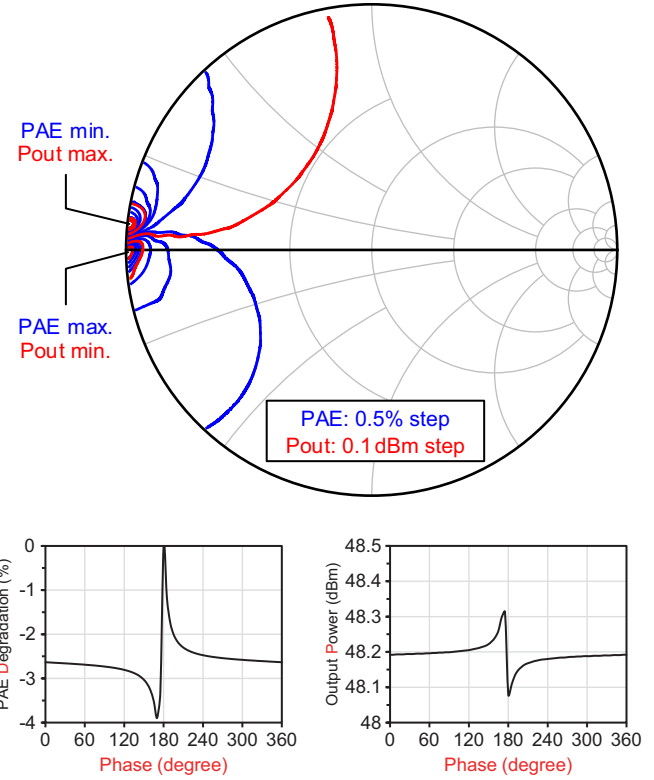 PAE min.
Pout max.
PAE max.
Pout min.
PAE: 0.5% step
Pout: 0.1 dBm step
PAE Degradation (%)
0
-1
-2
-3
-4
0 60 120 180 240 300 360
Phase (degree)
Output Power (dBm)
48.5
48.4
48.3
48.2
48.1
48
0 60 120 180 240 300 360
Phase (degree)